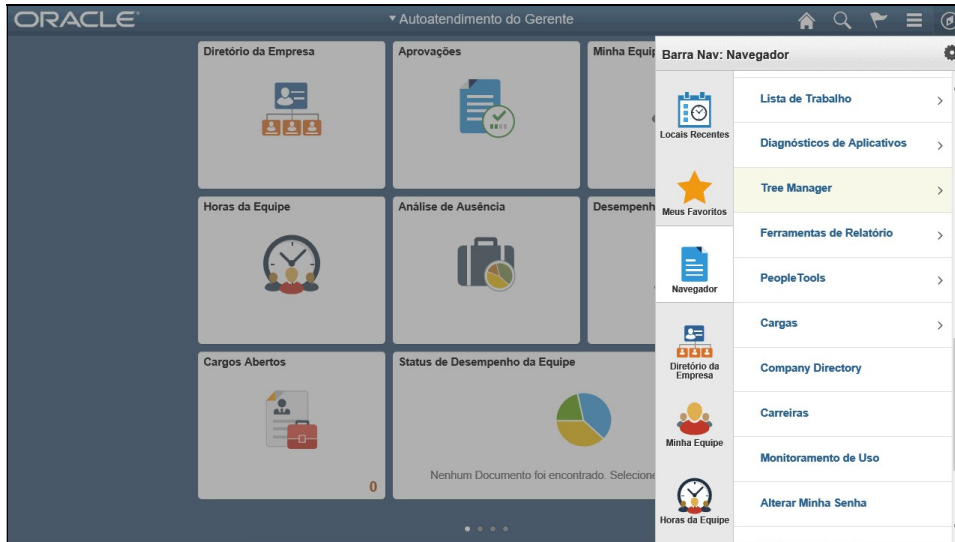 ORACLE
Autoatendimento do Gerente
Diretório da Empresa
Aprovações
Minha Equip
Horas da Equipe
Análise de Ausência
Desempenh
Cargos Abertos
0
Status de Desempenho da Equipe
Nenhum Documento foi encontrado. Selecione
Barra Nav: Navegador
Locais Recentes
Meus Favoritos
Navegador
Diretório da
Empresa
Minha Equipe
Horas da Equipe
Lista de Trabalho
Diagnósticos de Aplicativos
Tree Manager
Ferramentas de Relatório
PeopleTools
Cargas
Company Directory
Carreiras
Monitoramento de Uso
Alterar Minha Senha